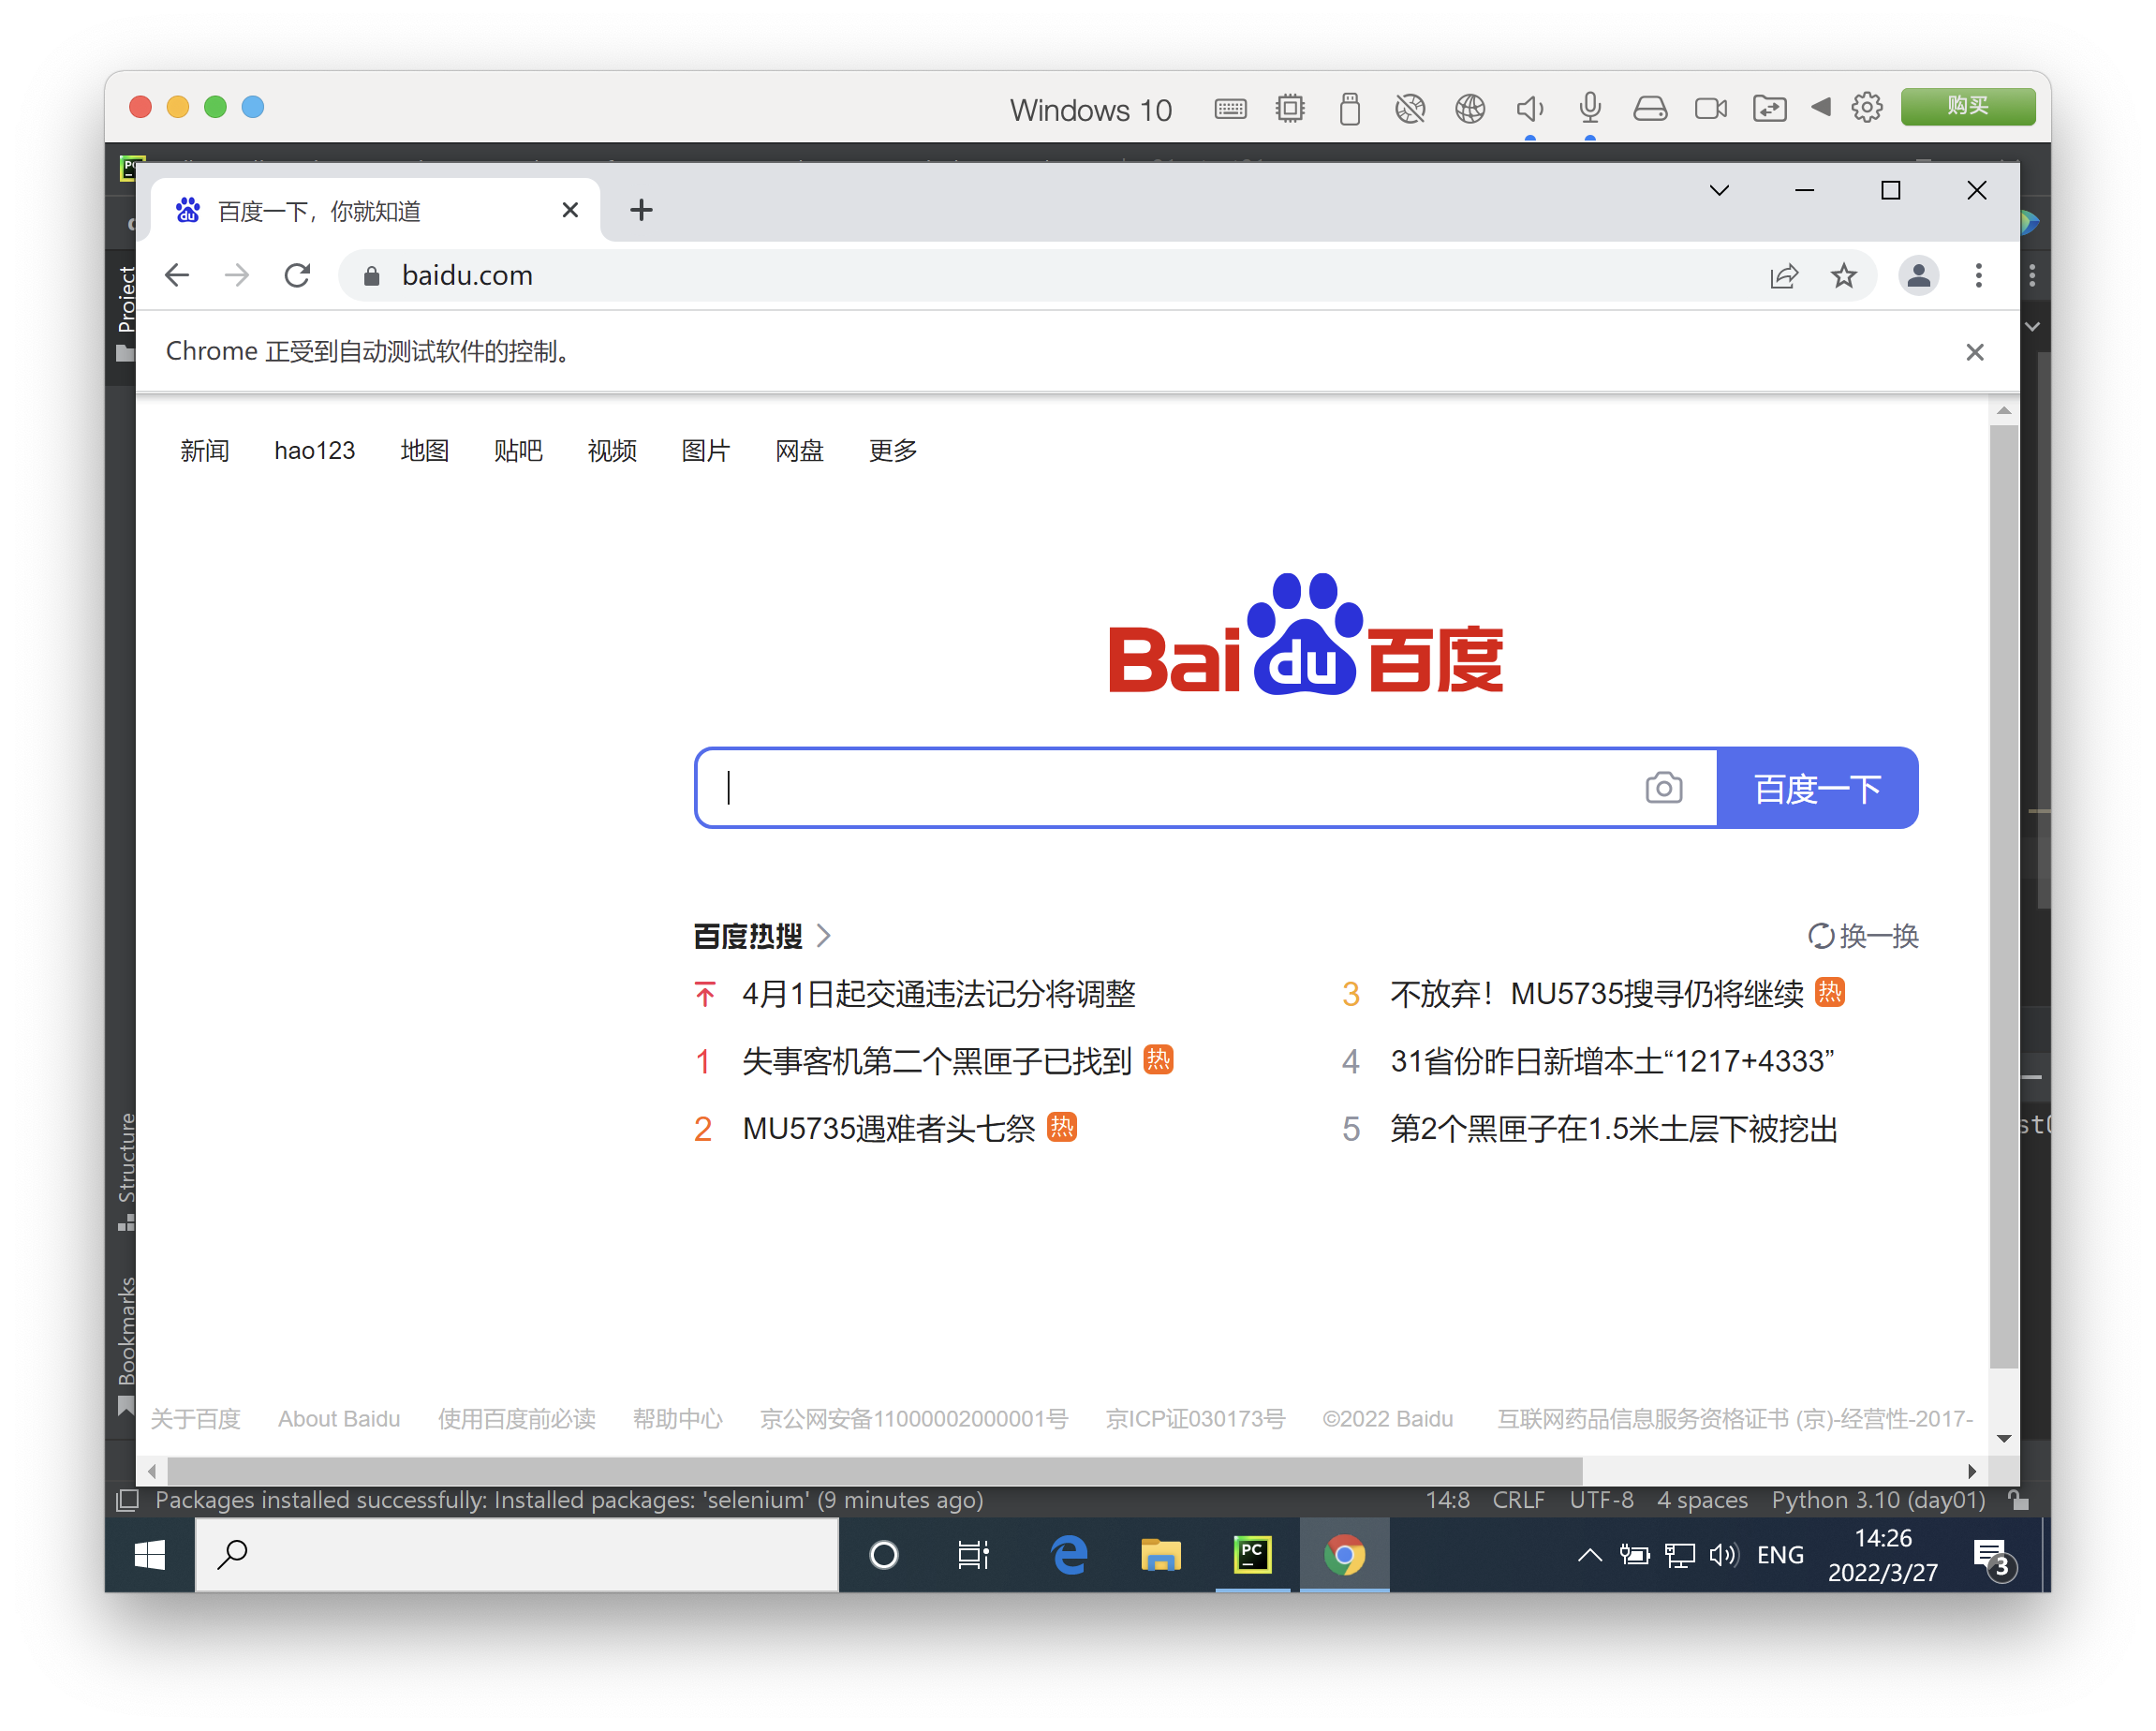 Windows 10
购买
PC
百度一下，你就知道
baidu.com
Project
Chrome 正受到自动测试软件的控制。
新闻 hao123 地图 贴吧 视频 图片 网盘 更多
Bai du 百度
百度一下
百度热搜
换一换
4月1日起交通违法记分将调整
1 失事客机第二个黑匣子已找到 热
2 MU5735遇难者头七祭 热
3 不放弃！MU5735搜寻仍将继续 热
4 31省份昨日新增本土“1217+4333”
5 第2个黑匣子在1.5米土层下被挖出
Structure
Bookmarks
关于百度 About Baidu 使用百度前必读 帮助中心 京公网安备11000002000001号 京ICP证030173号 ©2022 Baidu 互联网药品信息服务资格证书 (京)-经营性-2017-
Packages installed successfully: Installed packages: 'selenium' (9 minutes ago) 14:8 CRLF UTF-8 4 spaces Python 3.10 (day01)
PC
ENG
14:26
2022/3/27
3